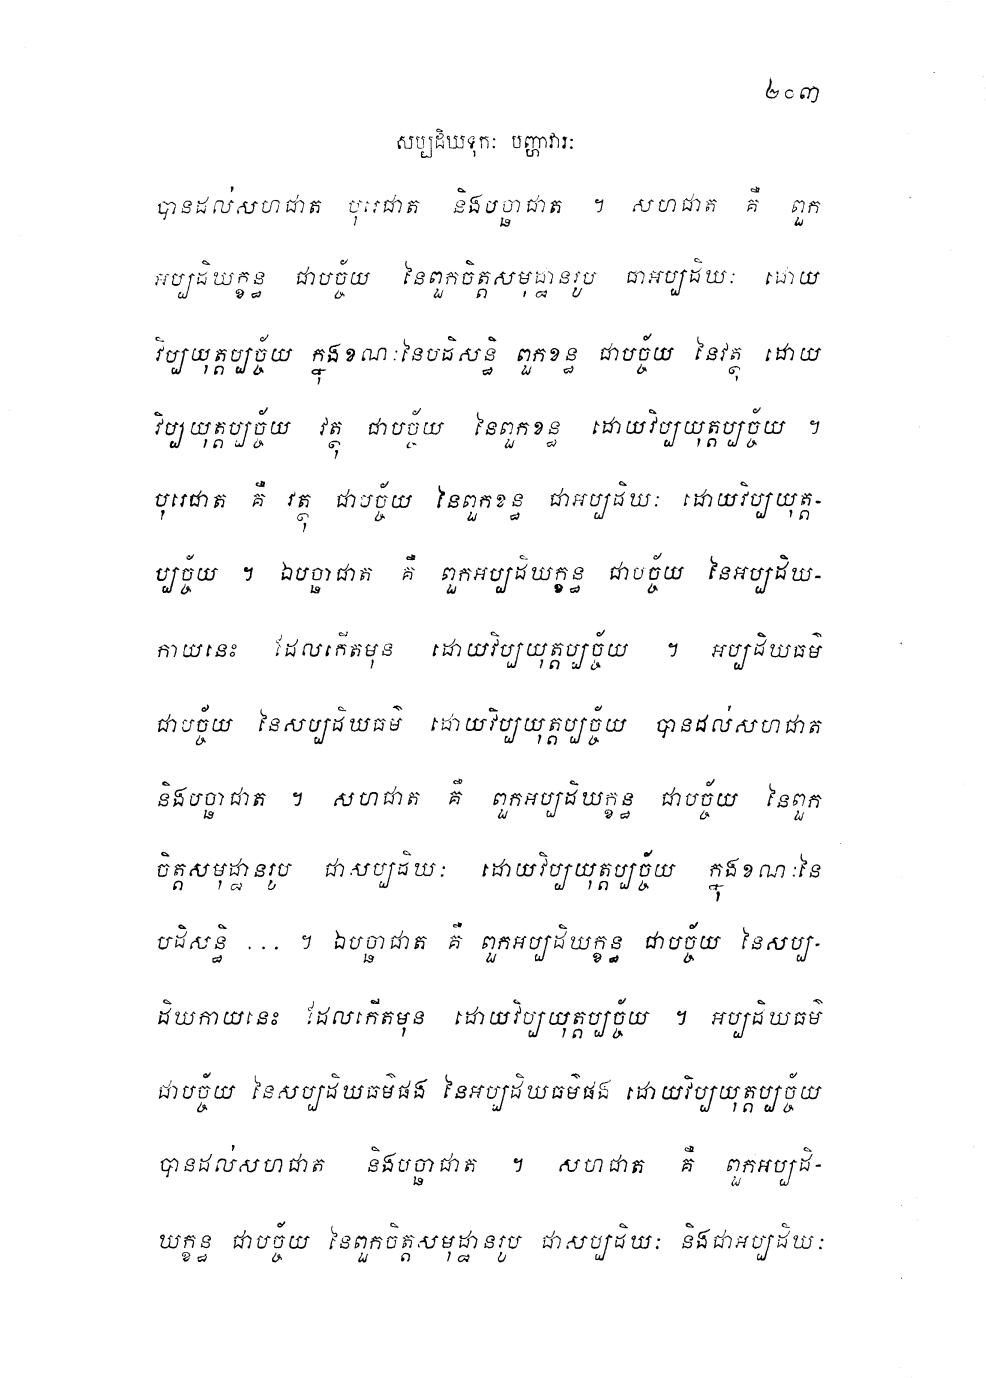 ២០៣
សប្បដិឃទុកៈ បញ្ហាវារៈ
បានដល់សហជាត បុរេជាត និងបច្ឆាជាត ។ សហជាត គឺ ពួក
អប្បដិឃក្ខន្ធ ជាបច្ច័យ នៃពួកចិត្តសមុដ្ឋានរូប ជាអប្បដិឃៈ ដោយ
វិប្បយុត្តប្បច្ច័យ ក្នុងខណៈនៃបដិសន្ធិ ពួកខន្ធ ជាបច្ច័យ នៃវត្ថុ ដោយ
វិប្បយុត្តប្បច្ច័យ វត្ថុ ជាបច្ច័យ នៃពួកខន្ធ ដោយវិប្បយុត្តប្បច្ច័យ ។
បុរេជាត គឺ វត្ថុ ជាបច្ច័យ នៃពួកខន្ធ ជាអប្បដិឃៈ ដោយវិប្បយុត្ត-
ប្បច្ច័យ ។ ឯបច្ឆាជាត គឺ ពួកអប្បដិឃក្ខន្ធ ជាបច្ច័យ នៃអប្បដិឃ-
កាយនេះ ដែលកើតមុន ដោយវិប្បយុត្តប្បច្ច័យ ។ អប្បដិឃធម៌
ជាបច្ច័យ នៃសប្បដិឃធម៌ ដោយវិប្បយុត្តប្បច្ច័យ បានដល់សហជាត
និងបច្ឆាជាត ។ សហជាត គឺ ពួកអប្បដិឃក្ខន្ធ ជាបច្ច័យ នៃពួក
ចិត្តសមុដ្ឋានរូប ជាសប្បដិឃៈ ដោយវិប្បយុត្តប្បច្ច័យ ក្នុងខណៈនៃ
បដិសន្ធិ ... ។ ឯបច្ឆាជាត គឺ ពួកអប្បដិឃក្ខន្ធ ជាបច្ច័យ នៃសប្ប-
ដិឃកាយនេះ ដែលកើតមុន ដោយវិប្បយុត្តប្បច្ច័យ ។ អប្បដិឃធម៌
ជាបច្ច័យ នៃសប្បដិឃធម៌ផង នៃអប្បដិឃធម៌ផង ដោយវិប្បយុត្តប្បច្ច័យ
បានដល់សហជាត និងបច្ឆាជាត ។ សហជាត គឺ ពួកអប្បដិ-
ឃក្ខន្ធ ជាបច្ច័យ នៃពួកចិត្តសមុដ្ឋានរូប ជាសប្បដិឃៈ និងជាអប្បដិឃៈ